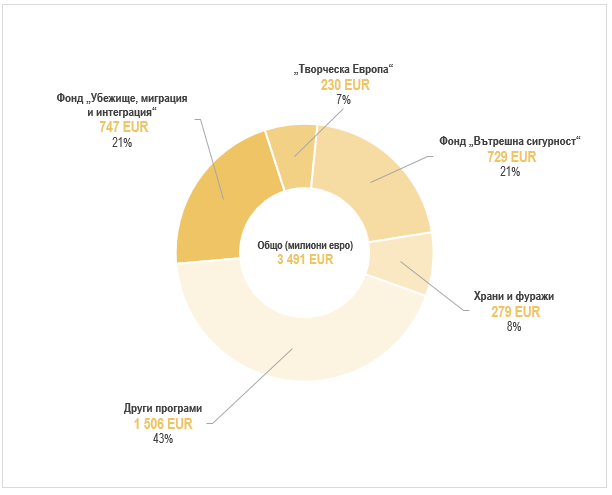 „Творческа Европа“
230 EUR
7%
Фонд „Убежище, миграция
и интеграция“
747 EUR
21%
Фонд „Вътрешна сигурност“
729 EUR
21%
Общо (милиони евро)
3 491 EUR
Храни и фуражи
279 EUR
8%
Други програми
1 506 EUR
43%